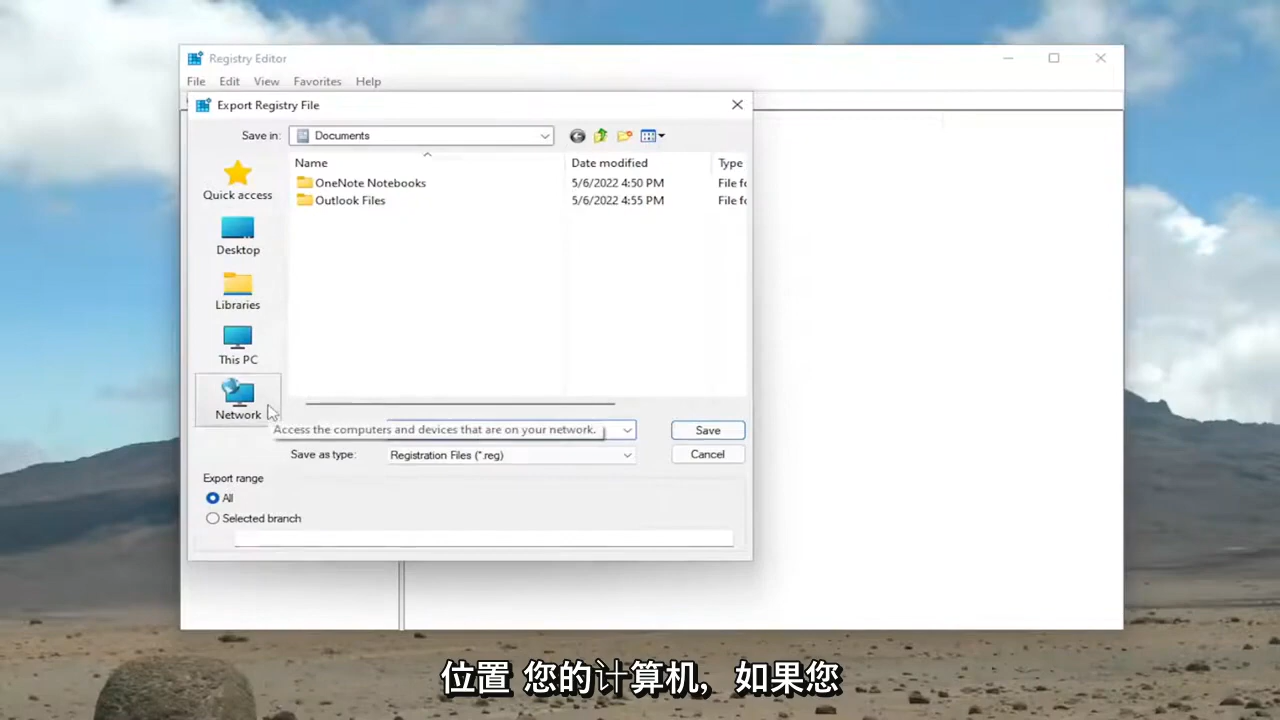 Registry Editor
File Edit View Favorites Help
Export Registry File
Save in: Documents
Name Date modified Type
OneNote Notebooks 5/6/2022 4:50 PM File fo
Outlook Files 5/6/2022 4:55 PM File fo
Quick access
Desktop
Libraries
This PC
Network
Access the computers and devices that are on your network.
Save
Save as type: Registration Files (*.reg)
Cancel
Export range
All
Selected branch
位置 您的计算机，如果您